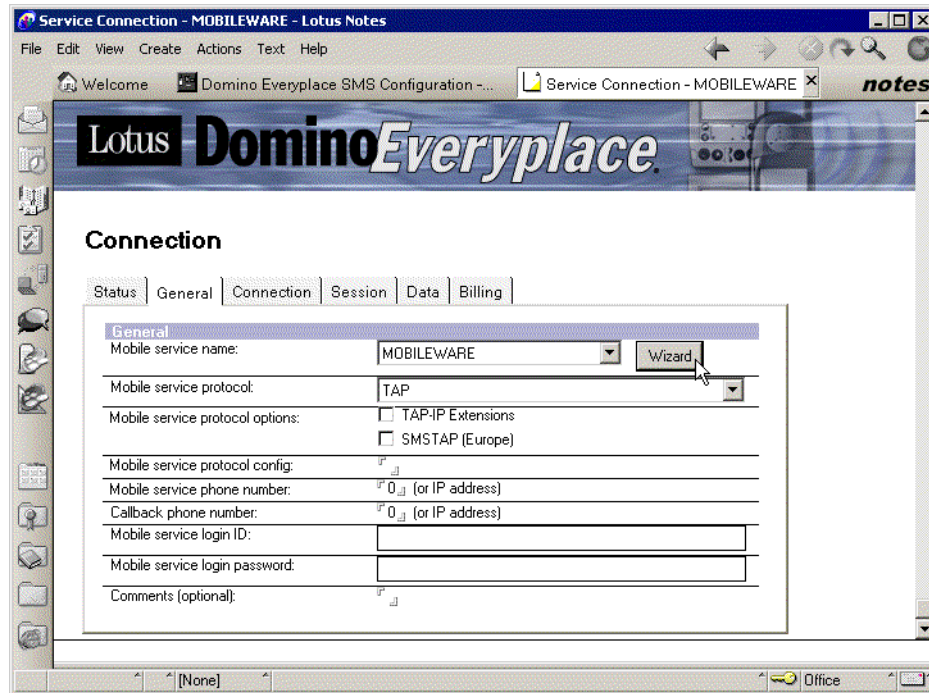 Service Connection - MOBILEWARE - Lotus Notes
File Edit View Create Actions Text Help
Welcome Domino Everyplace SMS Configuration -... Service Connection - MOBILEWARE notes
Lotus Domino Everyplace.
Connection
Status General Connection Session Data Billing
General
Mobile service name: MOBILEWARE Wizard
Mobile service protocol: TAP
Mobile service protocol options: TAP-IP Extensions
SMSTAP (Europe)
Mobile service protocol config:
Mobile service phone number: 0 (or IP address)
Callback phone number: 0 (or IP address)
Mobile service login ID:
Mobile service login password:
Comments (optional):
[None] Office